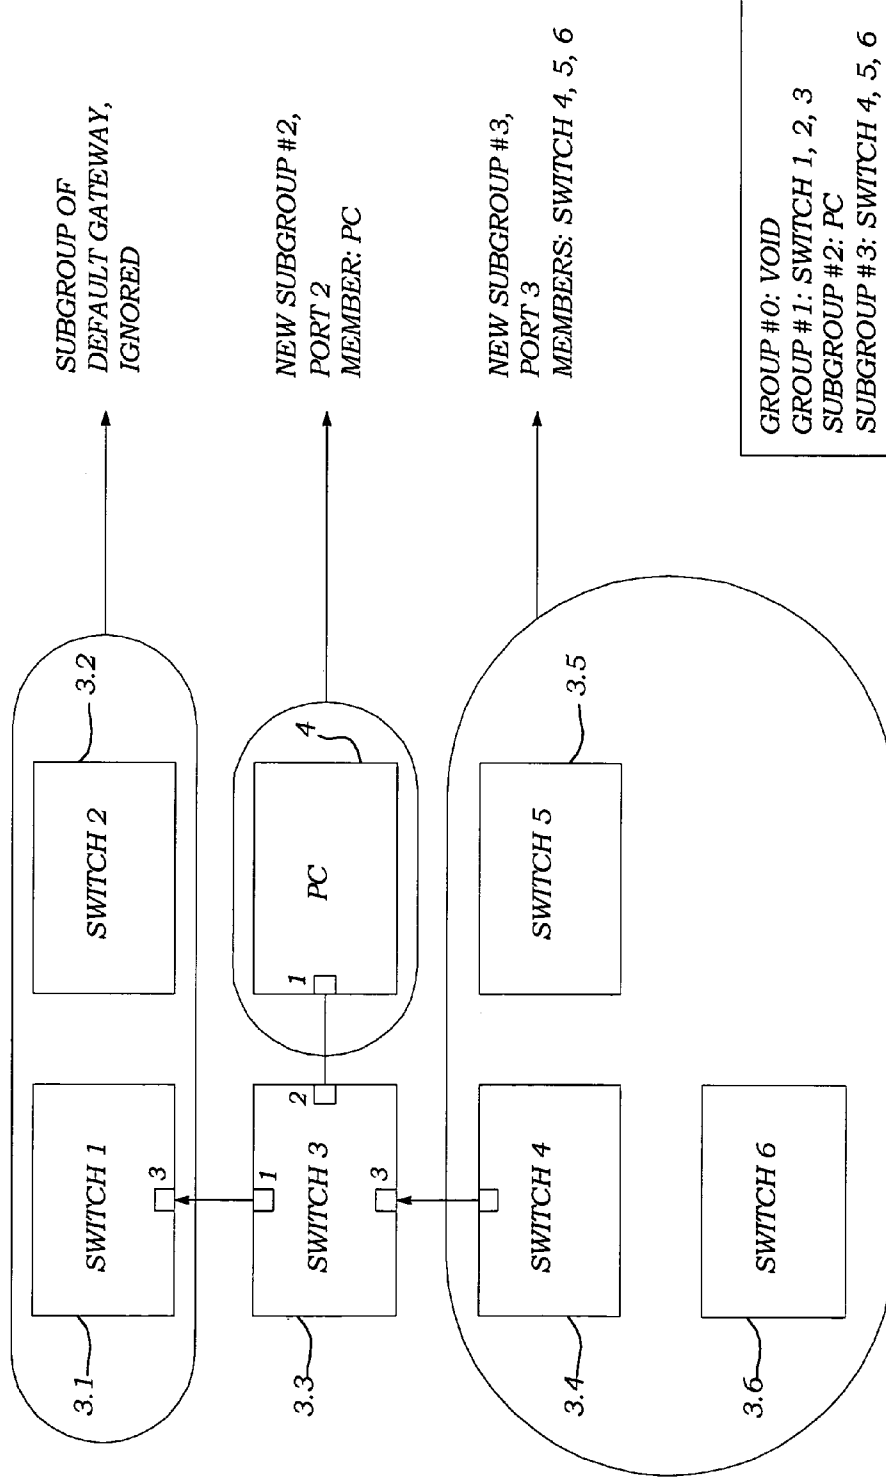 SUBGROUP OF
DEFAULT GATEWAY,
IGNORED
NEW SUBGROUP #2,
PORT 2
MEMBER: PC
NEW SUBGROUP #3,
PORT 3
MEMBERS: SWITCH 4, 5, 6
GROUP #0: VOID
GROUP #1: SWITCH 1, 2, 3
SUBGROUP #2: PC
SUBGROUP #3: SWITCH 4, 5, 6
3.2
SWITCH 2
4
PC
1
3.5
SWITCH 5
SWITCH 1
3
3.1
2
1
SWITCH 3
3
3.3
SWITCH 4
3.4
SWITCH 6
3.6